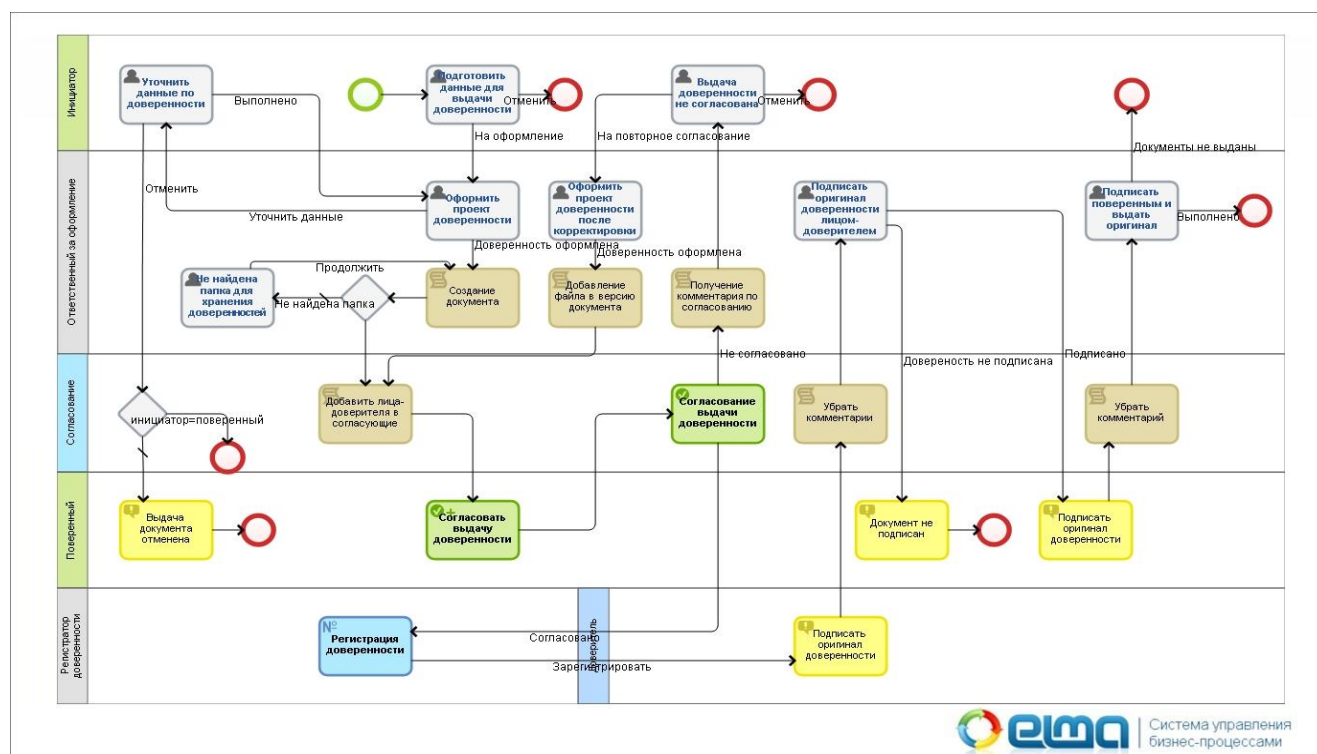 Инициатор
Уточнить
данные по
доверенности
Выполнено
Подготовить
данные для
выдачи
доверенности
Отменить
На оформление
Выдача
доверенности
не согласована
Отменить
На повторное согласование
Документы не выданы
Ответственный за оформление
Отменить
Уточнить данные
Оформить
проект
доверенности
Доверенность оформлена
Оформить
проект
доверенности
после
корректировки
Доверенность оформлена
Подписать
оригинал
доверенности
лицом-
доверителем
Подписать
поверенным и
выдать
оригинал
Выполнено
Не найдена
папка для
хранения
доверенностей
Продолжить
Не найдена папка
Создание
документа
Добавление
файла в версию
документа
Получение
комментария по
согласованию
Не согласовано
Довереность не подписана
Подписано
Согласование
инициатор=поверенный
Добавить лица-
доверителя в
согласующие
Согласование
выдачи
доверенности
Убрать
комментарии
Убрать
комментарий
Поверенный
Выдача
документа
отменена
Согласовать
выдачу
доверенности
Документ не
подписан
Подписать
оригинал
доверенности
Регистратор
доверенности
№
Регистрация
доверенности
доверитель
Согласовано
Зарегистрировать
Подписать
оригинал
доверенности
elma
Система управления
бизнес-процессами